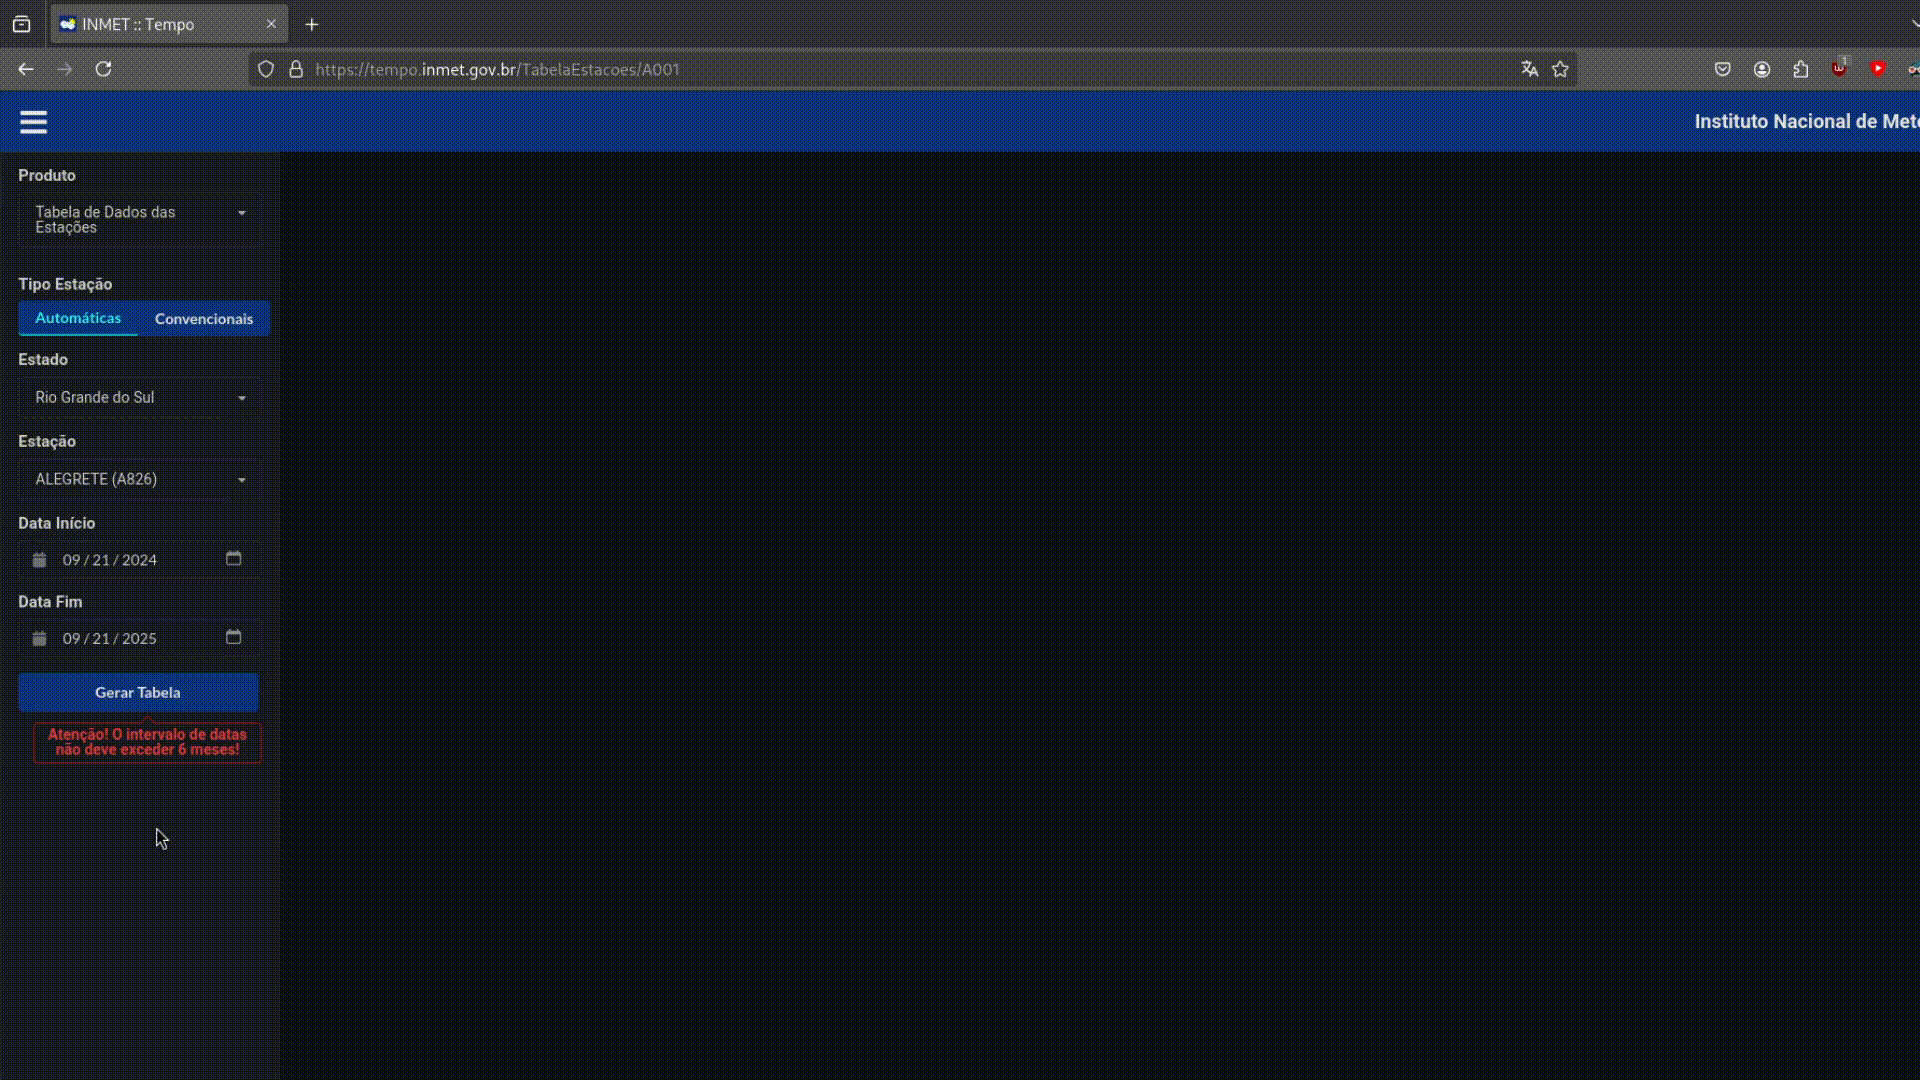 INMET :: Tempo
https://tempo.inmet.gov.br/TabelaEstacoes/A001
1
Instituto Nacional de Met
Produto
Tabela de Dados das
Estações
Tipo Estação
Automáticas Convencionais
Estado
Rio Grande do Sul
Estação
ALEGRETE (A826)
Data Início
09 / 21 / 2024
Data Fim
09 / 21 / 2025
Gerar Tabela
Atenção! O intervalo de datas
não deve exceder 6 meses!